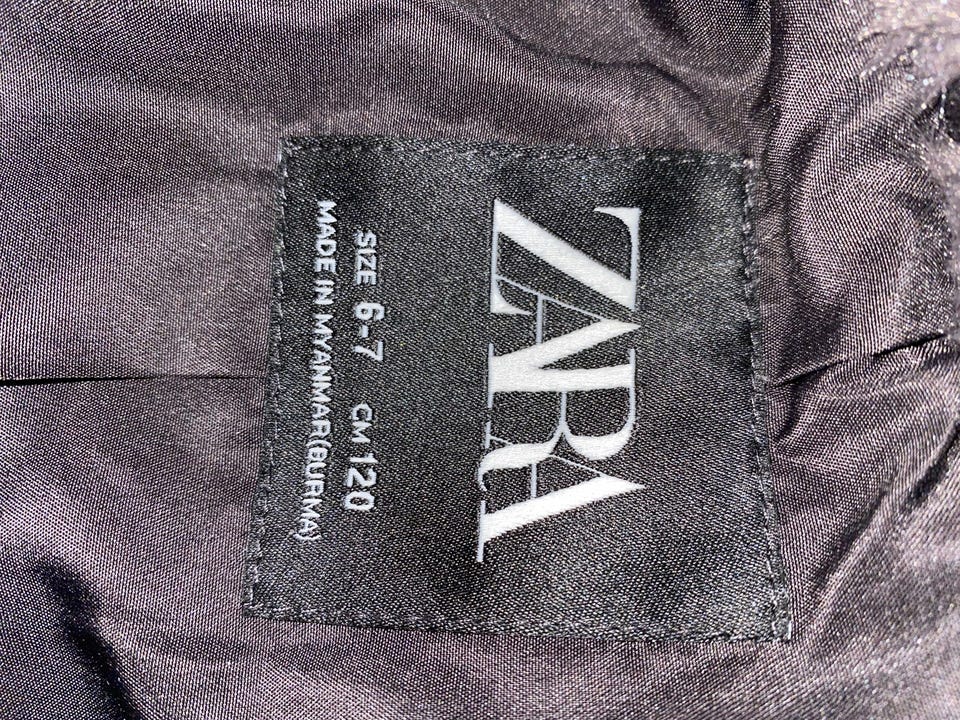 ZARA
SIZE 6-7 CM 120
MADE IN MYANMAR(BURMA)